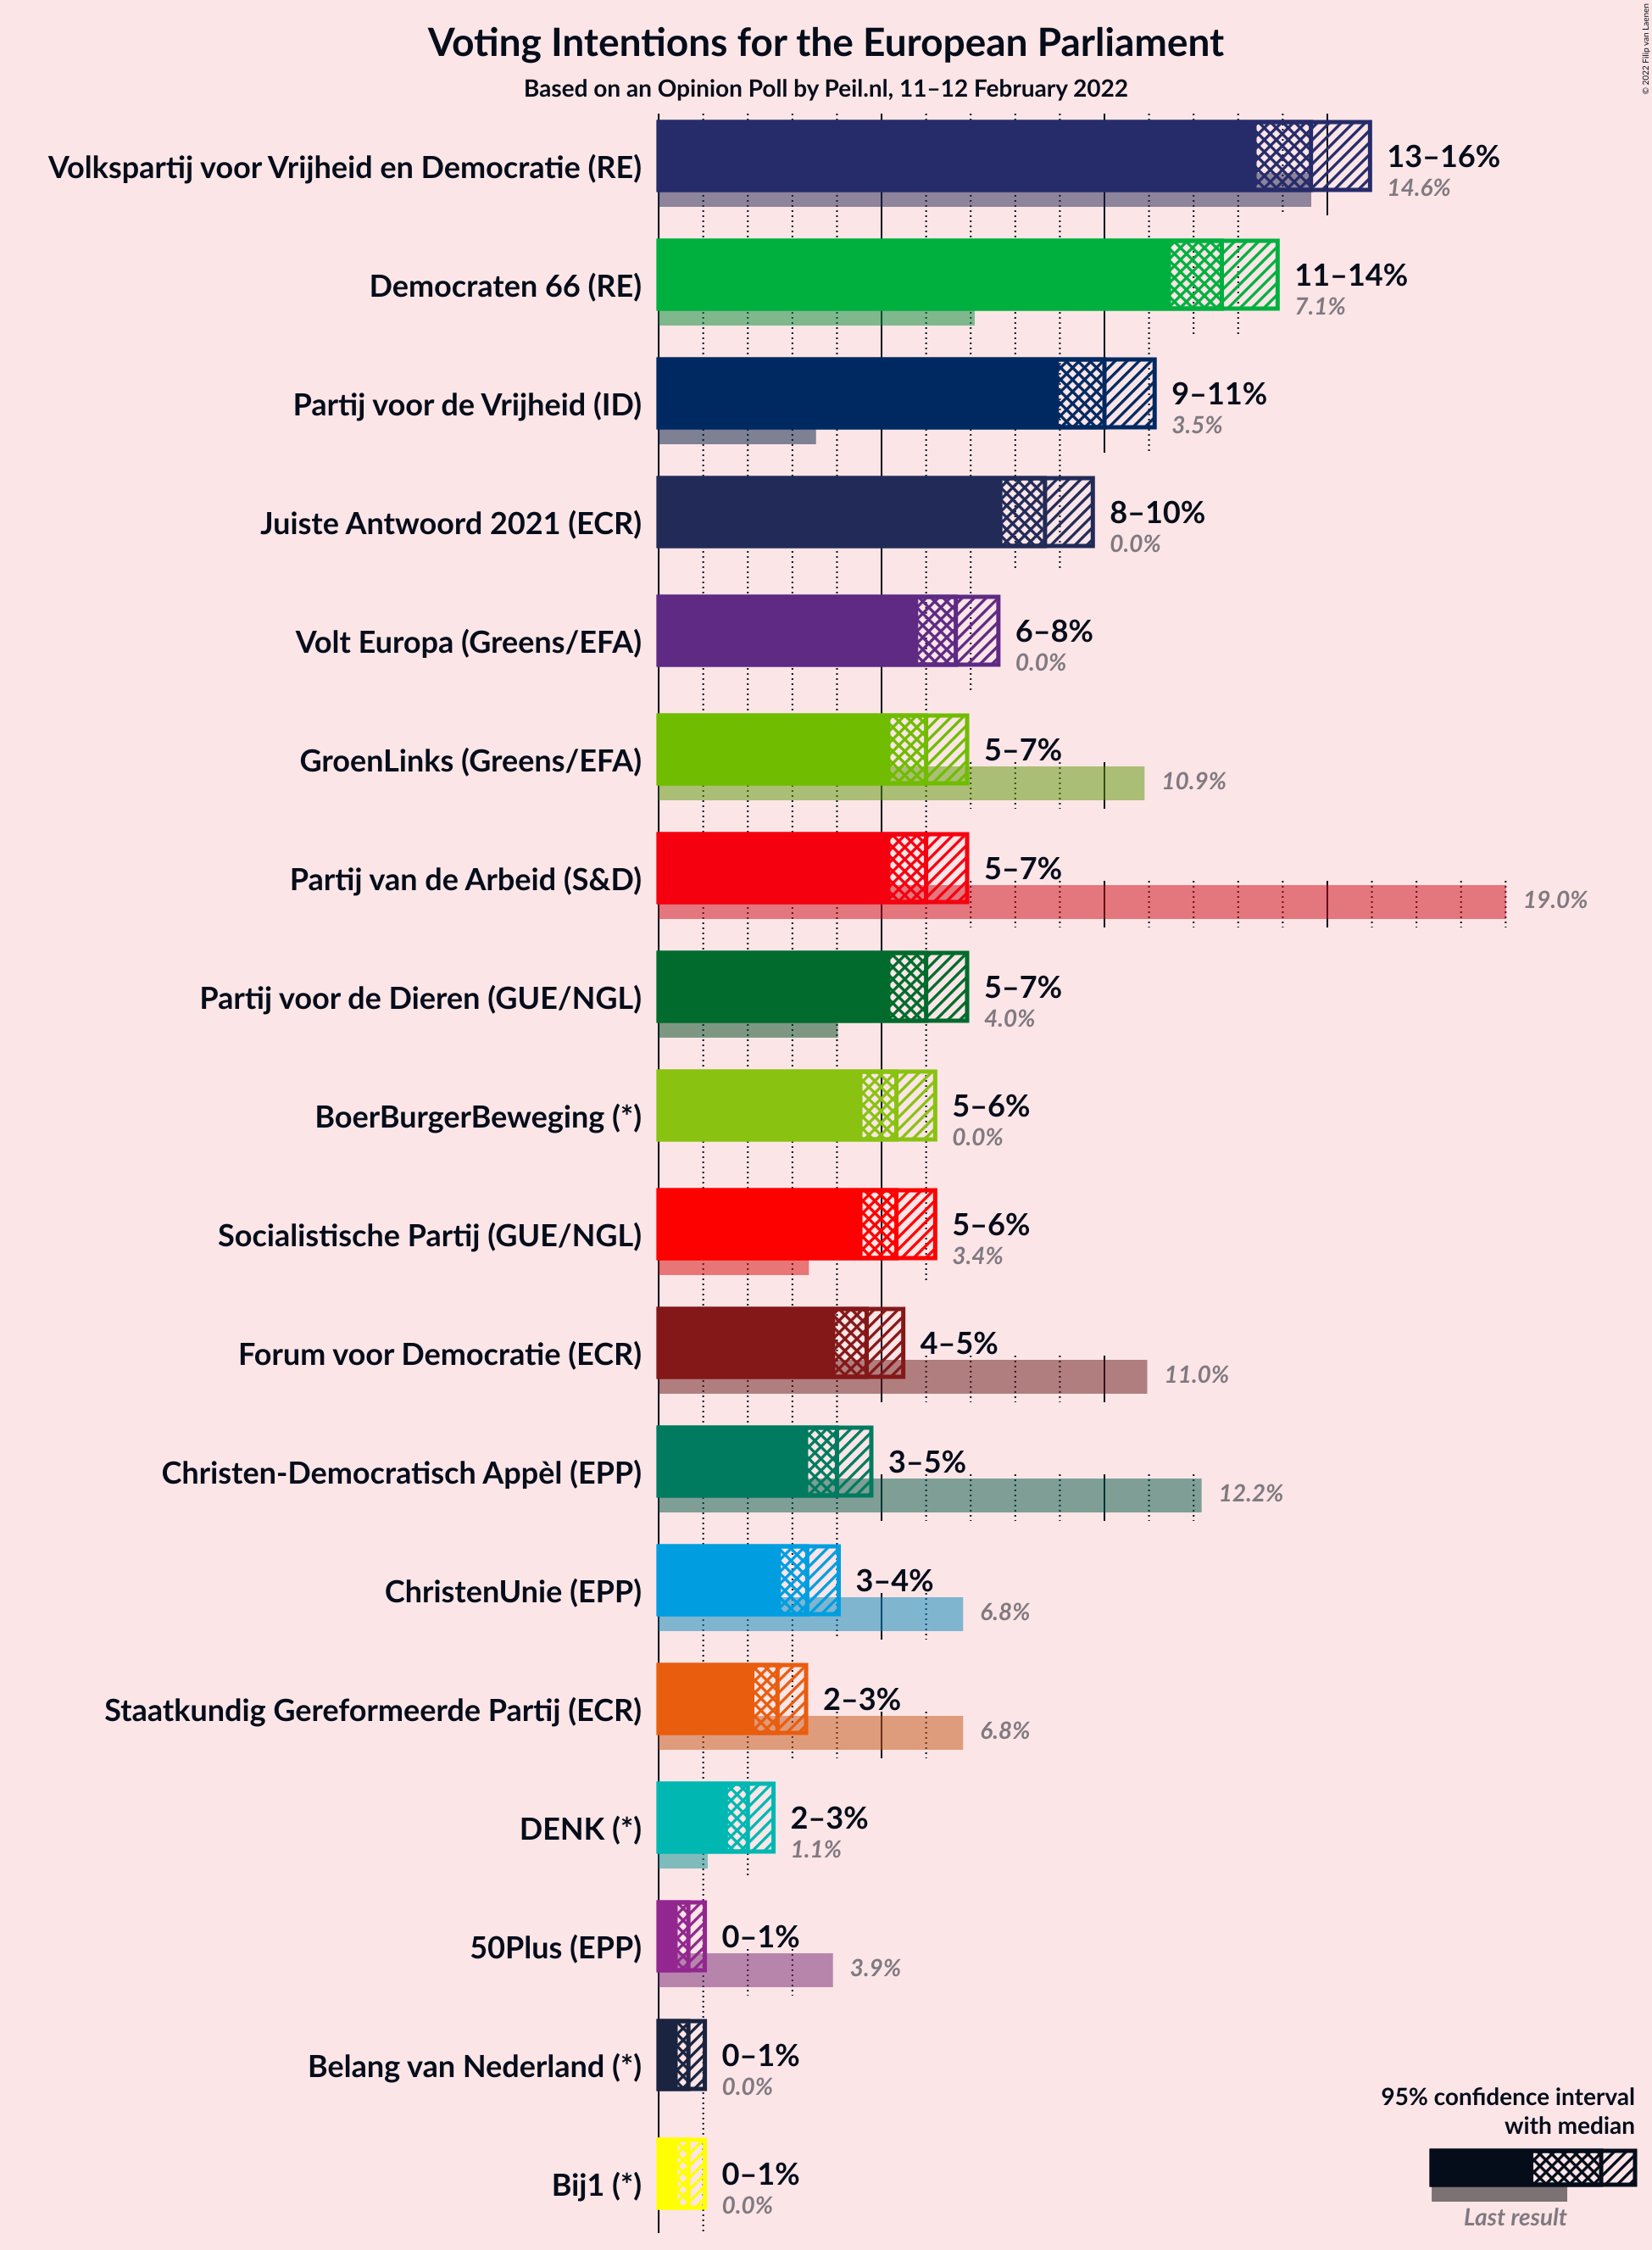 Voting Intentions for the European Parliament
Based on an Opinion Poll by Peil.nl, 11–12 February 2022
© 2022 Filip van Laenen
Volkspartij voor Vrijheid en Democratie (RE)
13–16%
14.6%
Democraten 66 (RE)
11–14%
7.1%
Partij voor de Vrijheid (ID)
9–11%
3.5%
Juiste Antwoord 2021 (ECR)
8–10%
0.0%
Volt Europa (Greens/EFA)
6–8%
0.0%
GroenLinks (Greens/EFA)
5–7%
10.9%
Partij van de Arbeid (S&D)
5–7%
19.0%
Partij voor de Dieren (GUE/NGL)
5–7%
4.0%
BoerBurgerBeweging (*)
5–6%
0.0%
Socialistische Partij (GUE/NGL)
5–6%
3.4%
Forum voor Democratie (ECR)
4–5%
11.0%
Christen-Democratisch Appèl (EPP)
3–5%
12.2%
ChristenUnie (EPP)
3–4%
6.8%
Staatkundig Gereformeerde Partij (ECR)
2–3%
6.8%
DENK (*)
2–3%
1.1%
50Plus (EPP)
0–1%
3.9%
Belang van Nederland (*)
0–1%
0.0%
Bij1 (*)
0–1%
0.0%
95% confidence interval
with median
Last result